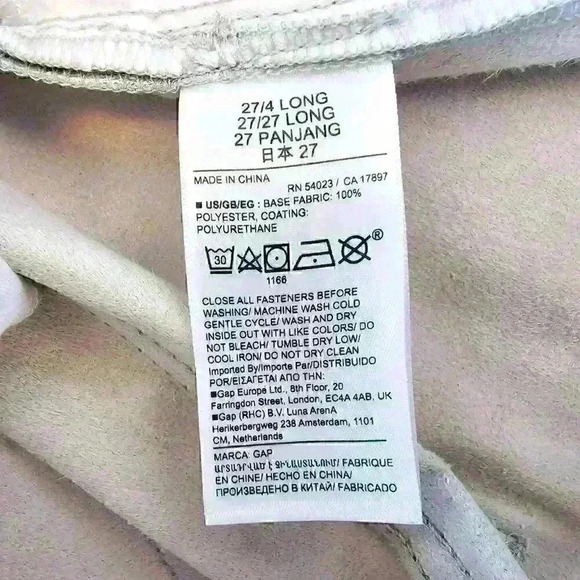 27/4 LONG
27/27 LONG
27 PANJANG
日本 27
MADE IN CHINA
RN 54023 / CA 17897
■ US/GB/EG : BASE FABRIC: 100%
POLYESTER, COATING:
POLYURETHANE
30
®
1166
CLOSE ALL FASTENERS BEFORE
WASHING/ MACHINE WASH COLD
GENTLE CYCLE/ WASH AND DRY
INSIDE OUT WITH LIKE COLORS/ DO
NOT BLEACH/ TUMBLE DRY LOW/
COOL IRON/ DO NOT DRY CLEAN
Imported By/Importe Par/DISTRIBUIDO
POR/ΕΙΣΑΓΕΤΑΙ ΑΠΟ ΤΗΝ:
■Gap Europe Ltd., 8th Floor, 20
Farringdon Street, London, EC4A 4AB, UK
■Gap (RHC) B.V. Luna ArenA
Herikerbergweg 238 Amsterdam, 1101
CM, Netherlands
MARCA: GAP
ԱՐՏԱԴՐՎԱԾ Է ՉԻՆԱՍՏԱՆՈՒՄ/ FABRIQUE
EN CHINE/ HECHO EN CHINA/
ПРОИЗВЕДЕНО В КИТАЙ/ FABRICADO